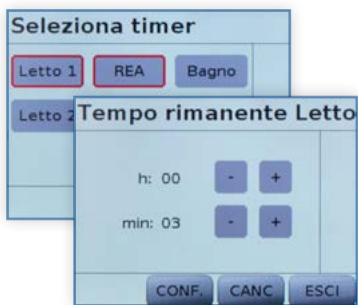 Seleziona timer
Letto 1 REA Bagno
Letto 2
Tempo rimanente Letto
h: 00 - +
min: 03 - +
CONF. CANC ESCI